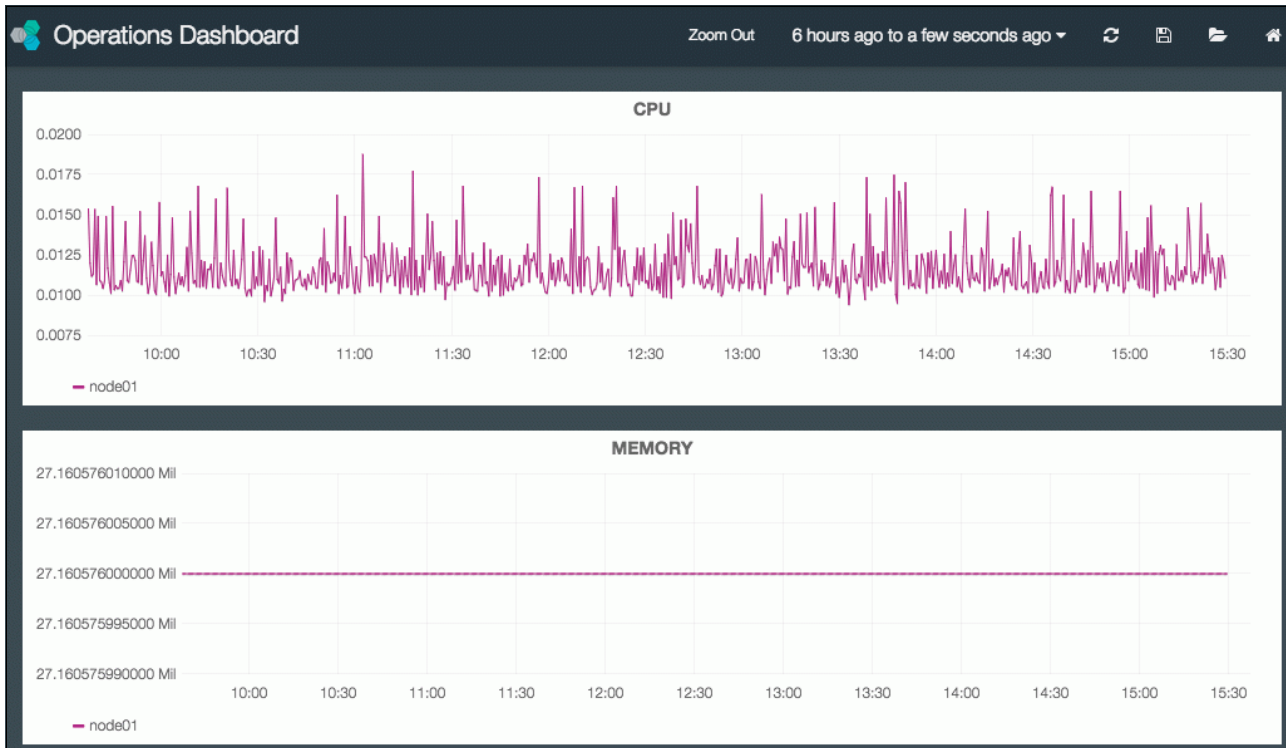 Operations Dashboard Zoom Out 6 hours ago to a few seconds ago
CPU
0.0200
0.0175
0.0150
0.0125
0.0100
0.0075
10:00 10:30 11:00 11:30 12:00 12:30 13:00 13:30 14:00 14:30 15:00 15:30
node01
MEMORY
27.160576010000 Mil
27.160576005000 Mil
27.160576000000 Mil
27.160575995000 Mil
27.160575990000 Mil
10:00 10:30 11:00 11:30 12:00 12:30 13:00 13:30 14:00 14:30 15:00 15:30
node01